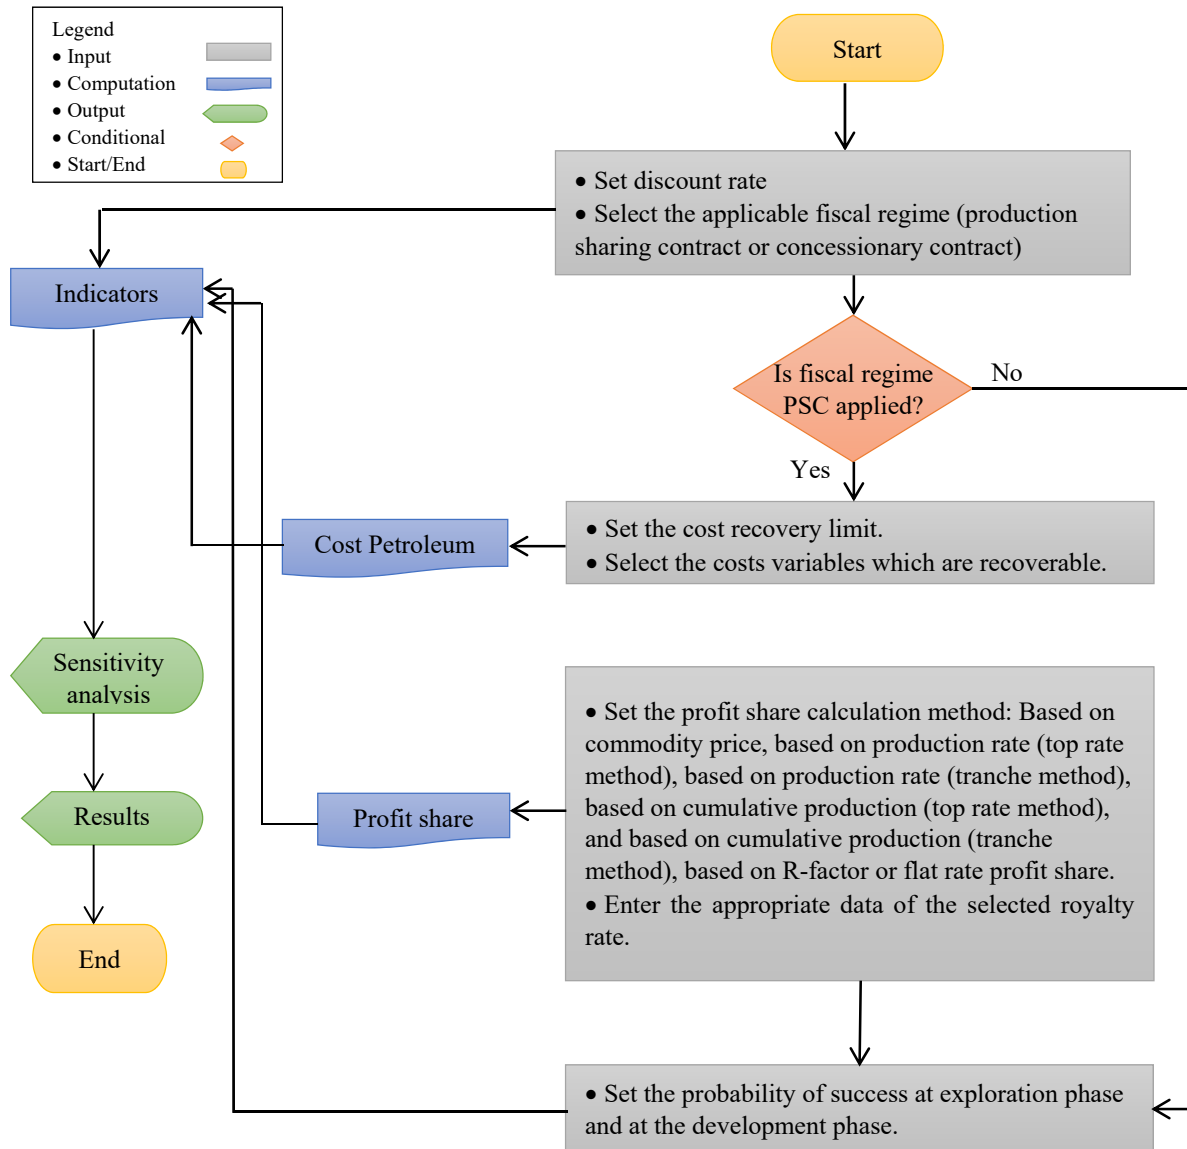 Legend
• Input
• Computation
• Output
• Conditional
• Start/End
Start
• Set discount rate
• Select the applicable fiscal regime (production
sharing contract or concessionary contract)
Indicators
Is fiscal regime
PSC applied?
No
Yes
• Set the cost recovery limit.
• Select the costs variables which are recoverable.
Cost Petroleum
Sensitivity
analysis
• Set the profit share calculation method: Based on
commodity price, based on production rate (top rate
method), based on production rate (tranche method),
based on cumulative production (top rate method),
and based on cumulative production (tranche
method), based on R-factor or flat rate profit share.
• Enter the appropriate data of the selected royalty
rate.
Profit share
Results
End
• Set the probability of success at exploration phase
and at the development phase.